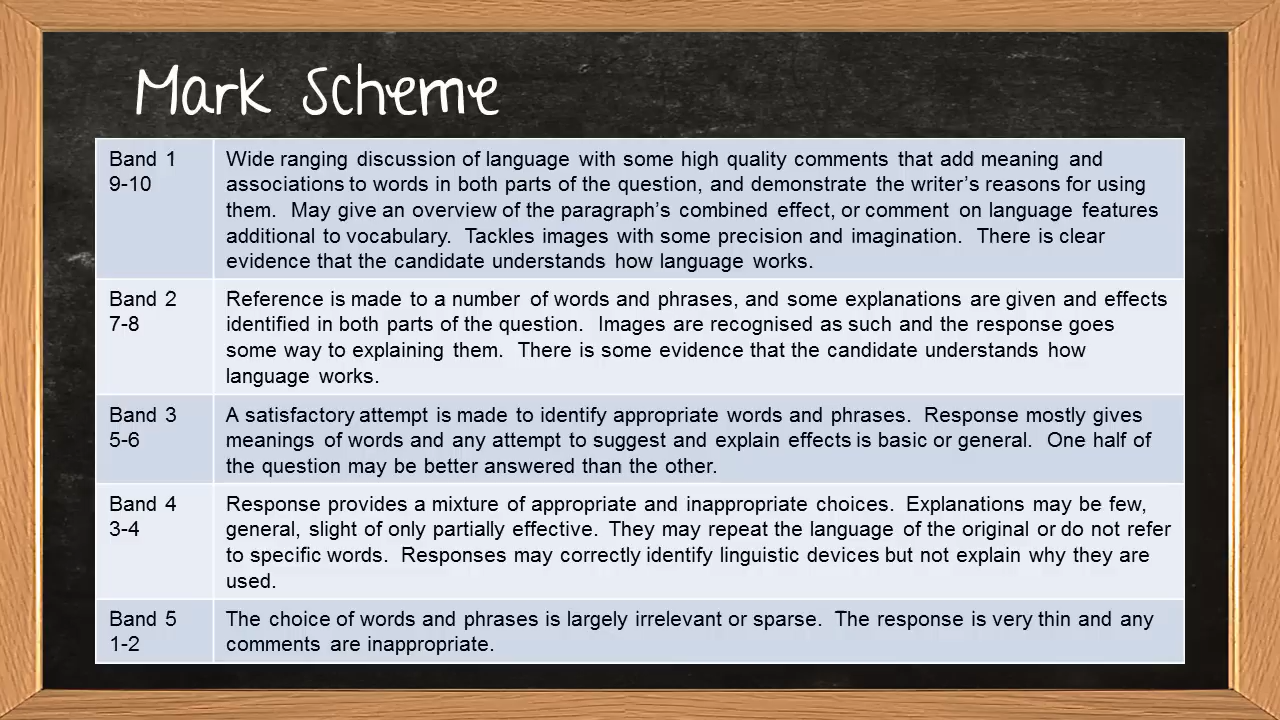 Mark Scheme
Band 1
9-10
Wide ranging discussion of language with some high quality comments that add meaning and
associations to words in both parts of the question, and demonstrate the writer's reasons for using
them.  May give an overview of the paragraph's combined effect, or comment on language features
additional to vocabulary.  Tackles images with some precision and imagination.  There is clear
evidence that the candidate understands how language works.
Band 2
7-8
Reference is made to a number of words and phrases, and some explanations are given and effects
identified in both parts of the question.  Images are recognised as such and the response goes
some way to explaining them.  There is some evidence that the candidate understands how
language works.
Band 3
5-6
A satisfactory attempt is made to identify appropriate words and phrases.  Response mostly gives
meanings of words and any attempt to suggest and explain effects is basic or general.  One half of
the question may be better answered than the other.
Band 4
3-4
Response provides a mixture of appropriate and inappropriate choices.  Explanations may be few,
general, slight of only partially effective. They may repeat the language of the original or do not refer
to specific words.  Responses may correctly identify linguistic devices but not explain why they are
used.
Band 5
1-2
The choice of words and phrases is largely irrelevant or sparse.  The response is very thin and any
comments are inappropriate.